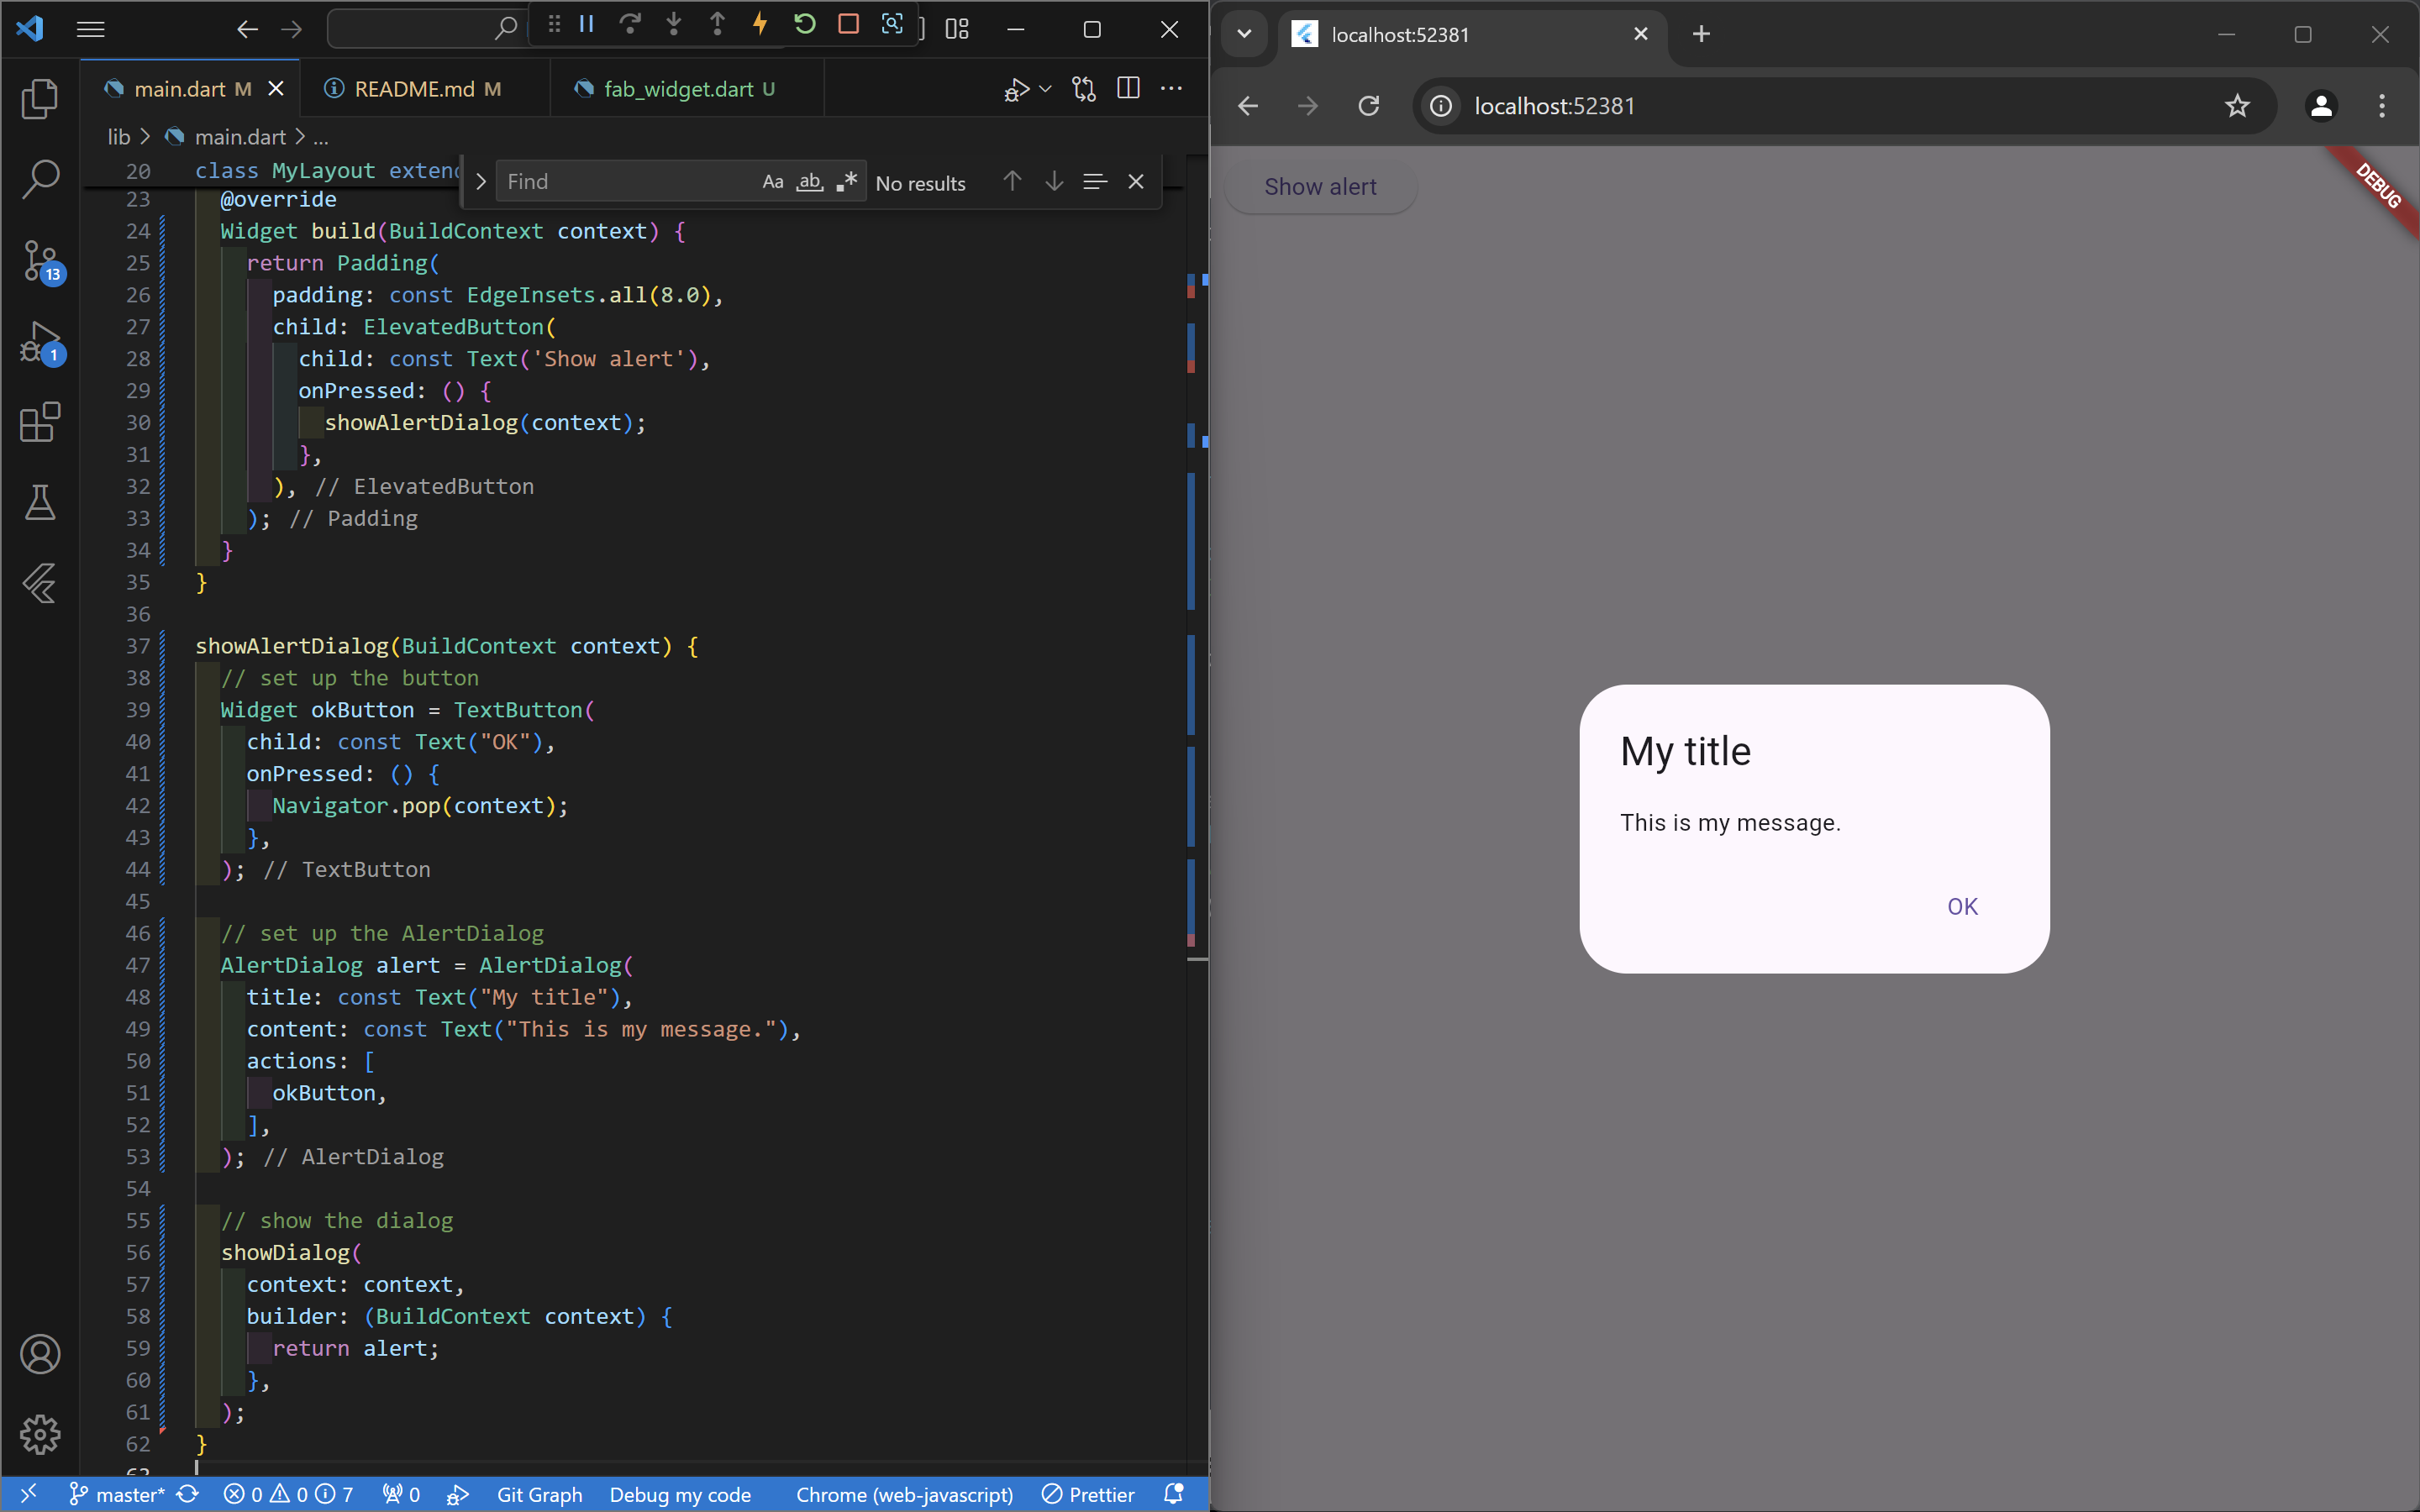 main.dart M
README.md M
fab_widget.dart U
lib > main.dart > ...
Find
Aa ab .*
No results
20 class MyLayout extend
23 @override
24 Widget build(BuildContext context) {
25 return Padding(
26 padding: const EdgeInsets.all(8.0),
27 child: ElevatedButton(
28 child: const Text('Show alert'),
29 onPressed: () {
30 showAlertDialog(context);
31 },
32 ), // ElevatedButton
33 ); // Padding
34 }
35 }
36
37 showAlertDialog(BuildContext context) {
38 // set up the button
39 Widget okButton = TextButton(
40 child: const Text("OK"),
41 onPressed: () {
42 Navigator.pop(context);
43 },
44 ); // TextButton
45
46 // set up the AlertDialog
47 AlertDialog alert = AlertDialog(
48 title: const Text("My title"),
49 content: const Text("This is my message."),
50 actions: [
51 okButton,
52 ],
53 ); // AlertDialog
54
55 // show the dialog
56 showDialog(
57 context: context,
58 builder: (BuildContext context) {
59 return alert;
60 },
61 );
62 }
63
13
1
master* 0 0 7 0 Git Graph Debug my code Chrome (web-javascript) Prettier
localhost:52381
localhost:52381
Show alert
DEBUG
My title
This is my message.
OK